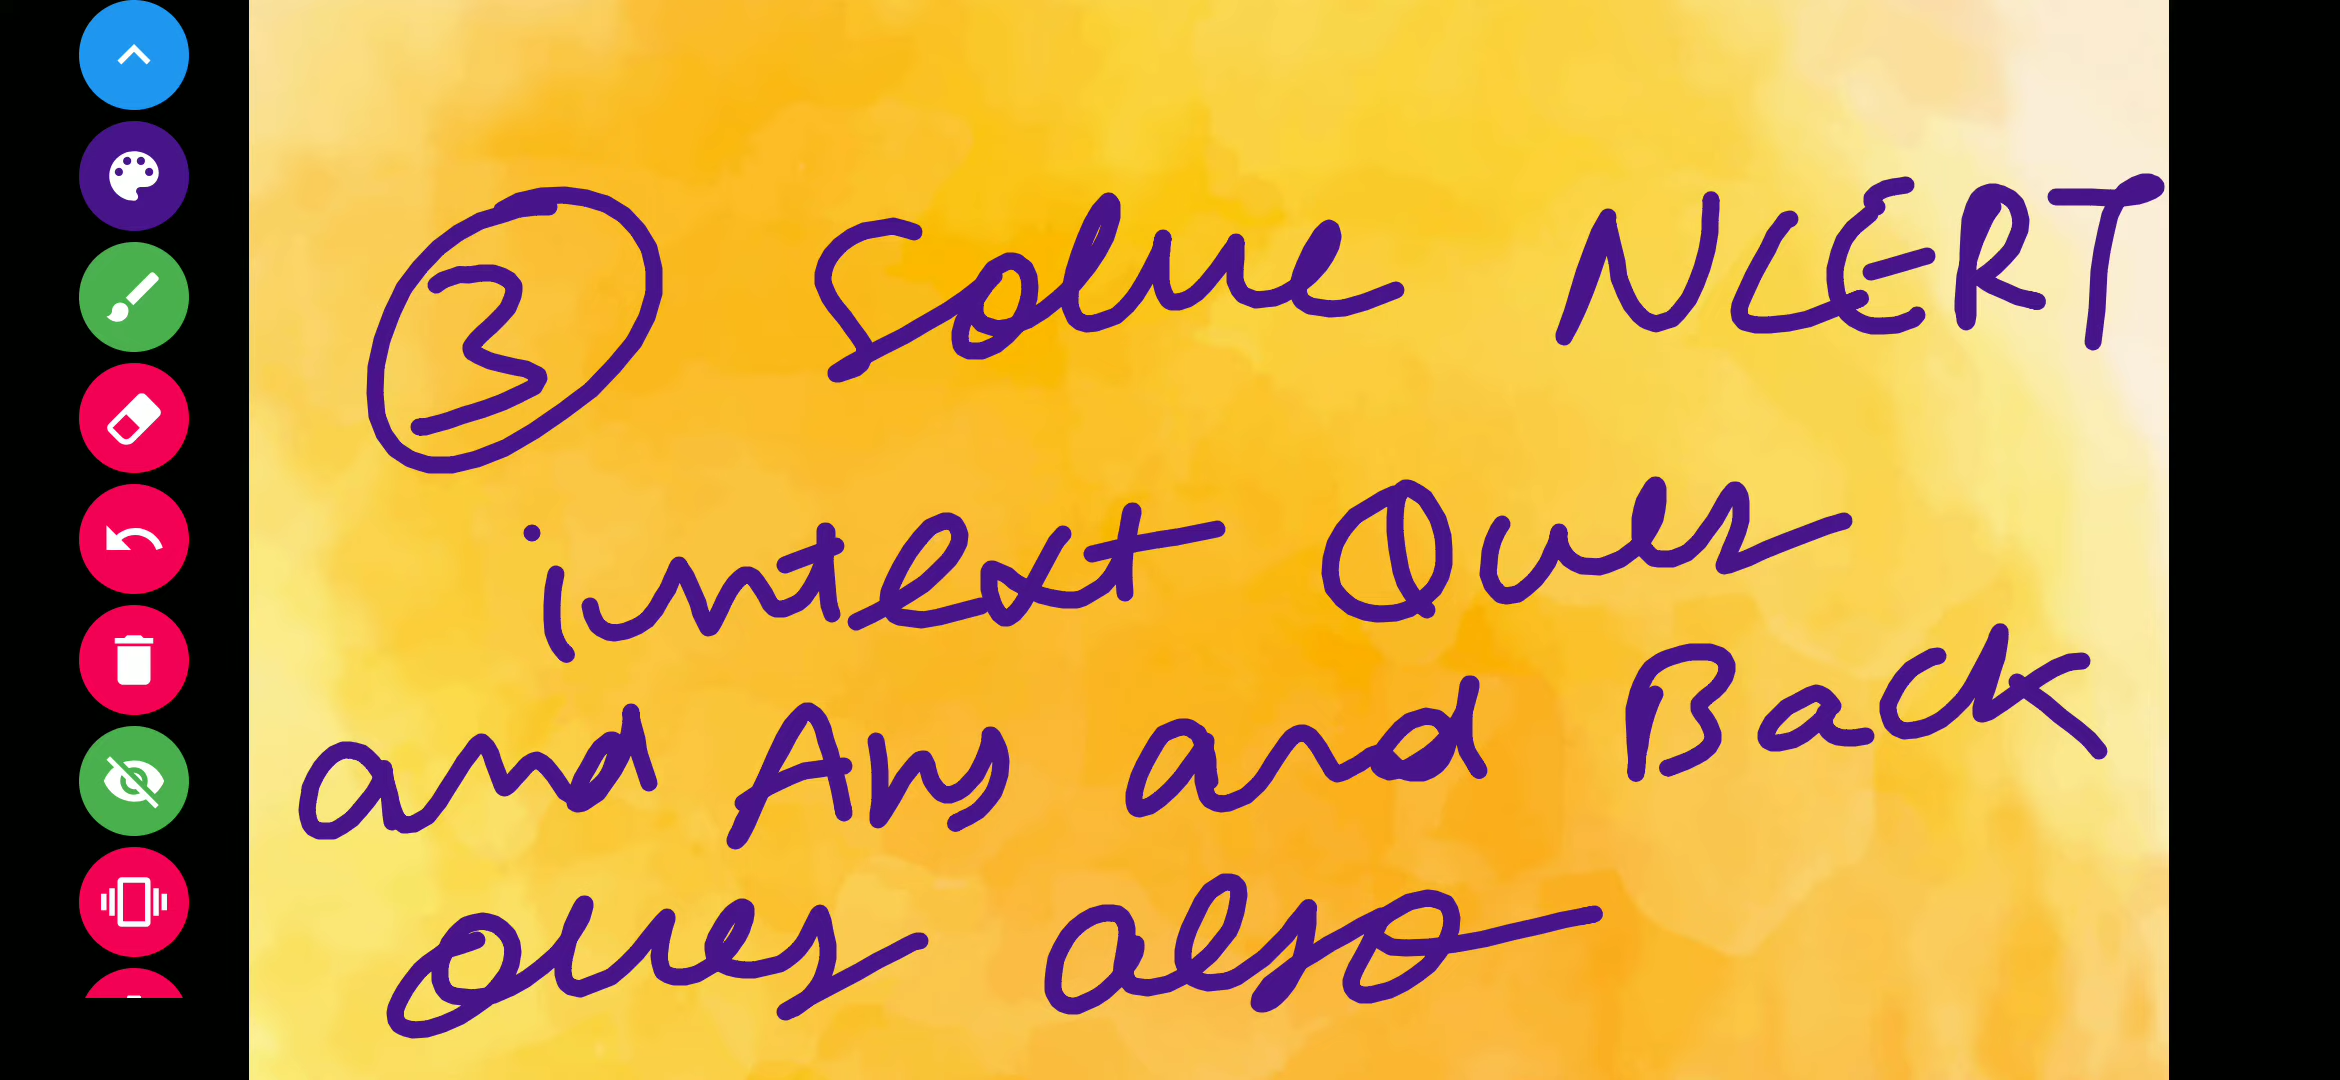 ③ Solve NCERT
intext Ques
and Ans and Back
ques also